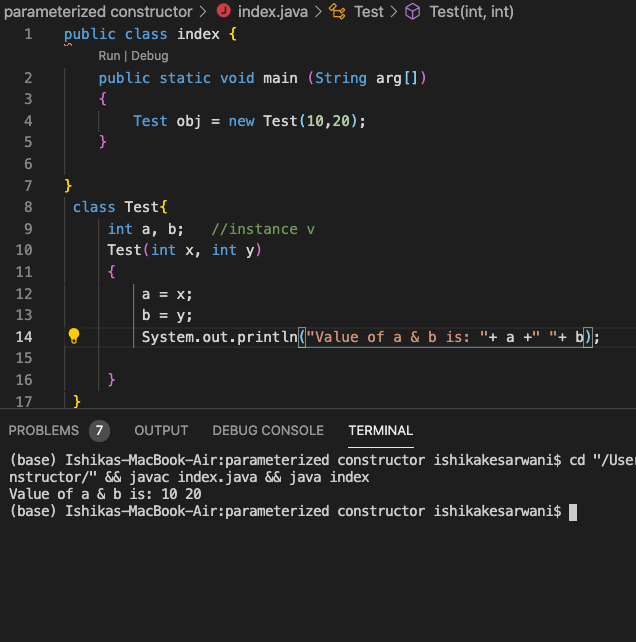 parameterized constructor > index.java > Test > Test(int, int)
1 public class index {
Run | Debug
2 public static void main (String arg[])
3 {
4 Test obj = new Test(10,20);
5 }
6
7 }
8 class Test{
9 int a, b; //instance v
10 Test(int x, int y)
11 {
12 a = x;
13 b = y;
14 System.out.println("Value of a & b is: "+ a +" "+ b);
15
16 }
17 }
PROBLEMS 7 OUTPUT DEBUG CONSOLE TERMINAL
(base) Ishikas-MacBook-Air:parameterized constructor ishikakesarwani$ cd "/Use
nstructor/" && javac index.java && java index
Value of a & b is: 10 20
(base) Ishikas-MacBook-Air:parameterized constructor ishikakesarwani$